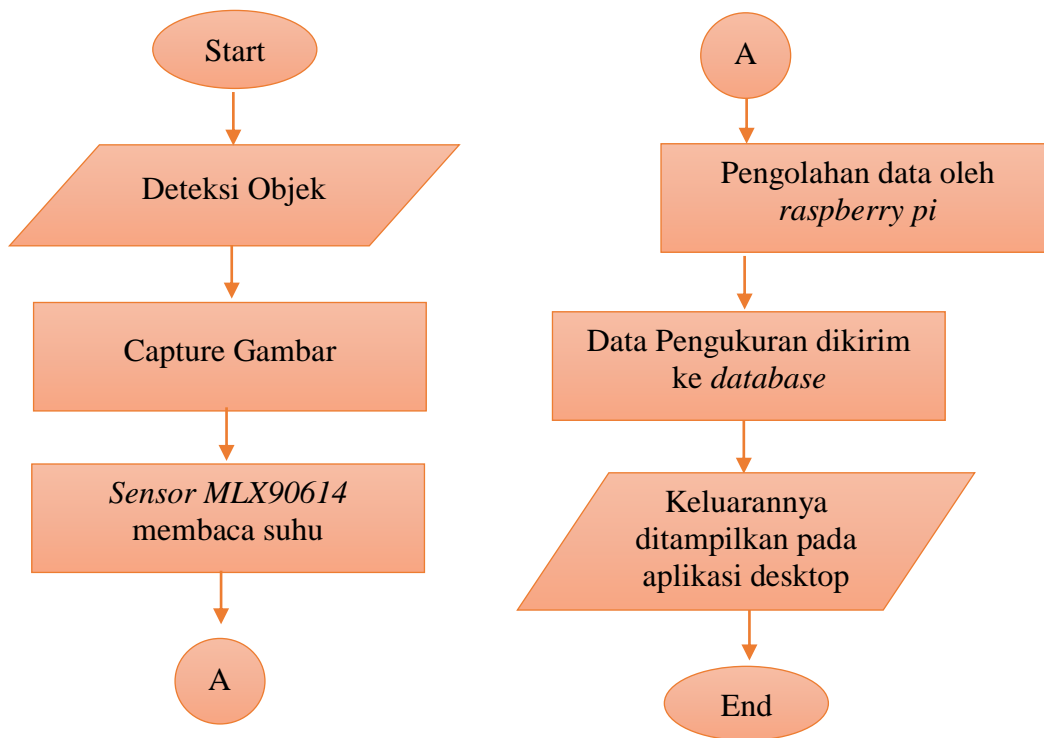 Start
Deteksi Objek
Capture Gambar
Sensor MLX90614
membaca suhu
A
A
Pengolahan data oleh
raspberry pi
Data Pengukuran dikirim
ke database
Keluarannya
ditampilkan pada
aplikasi desktop
End